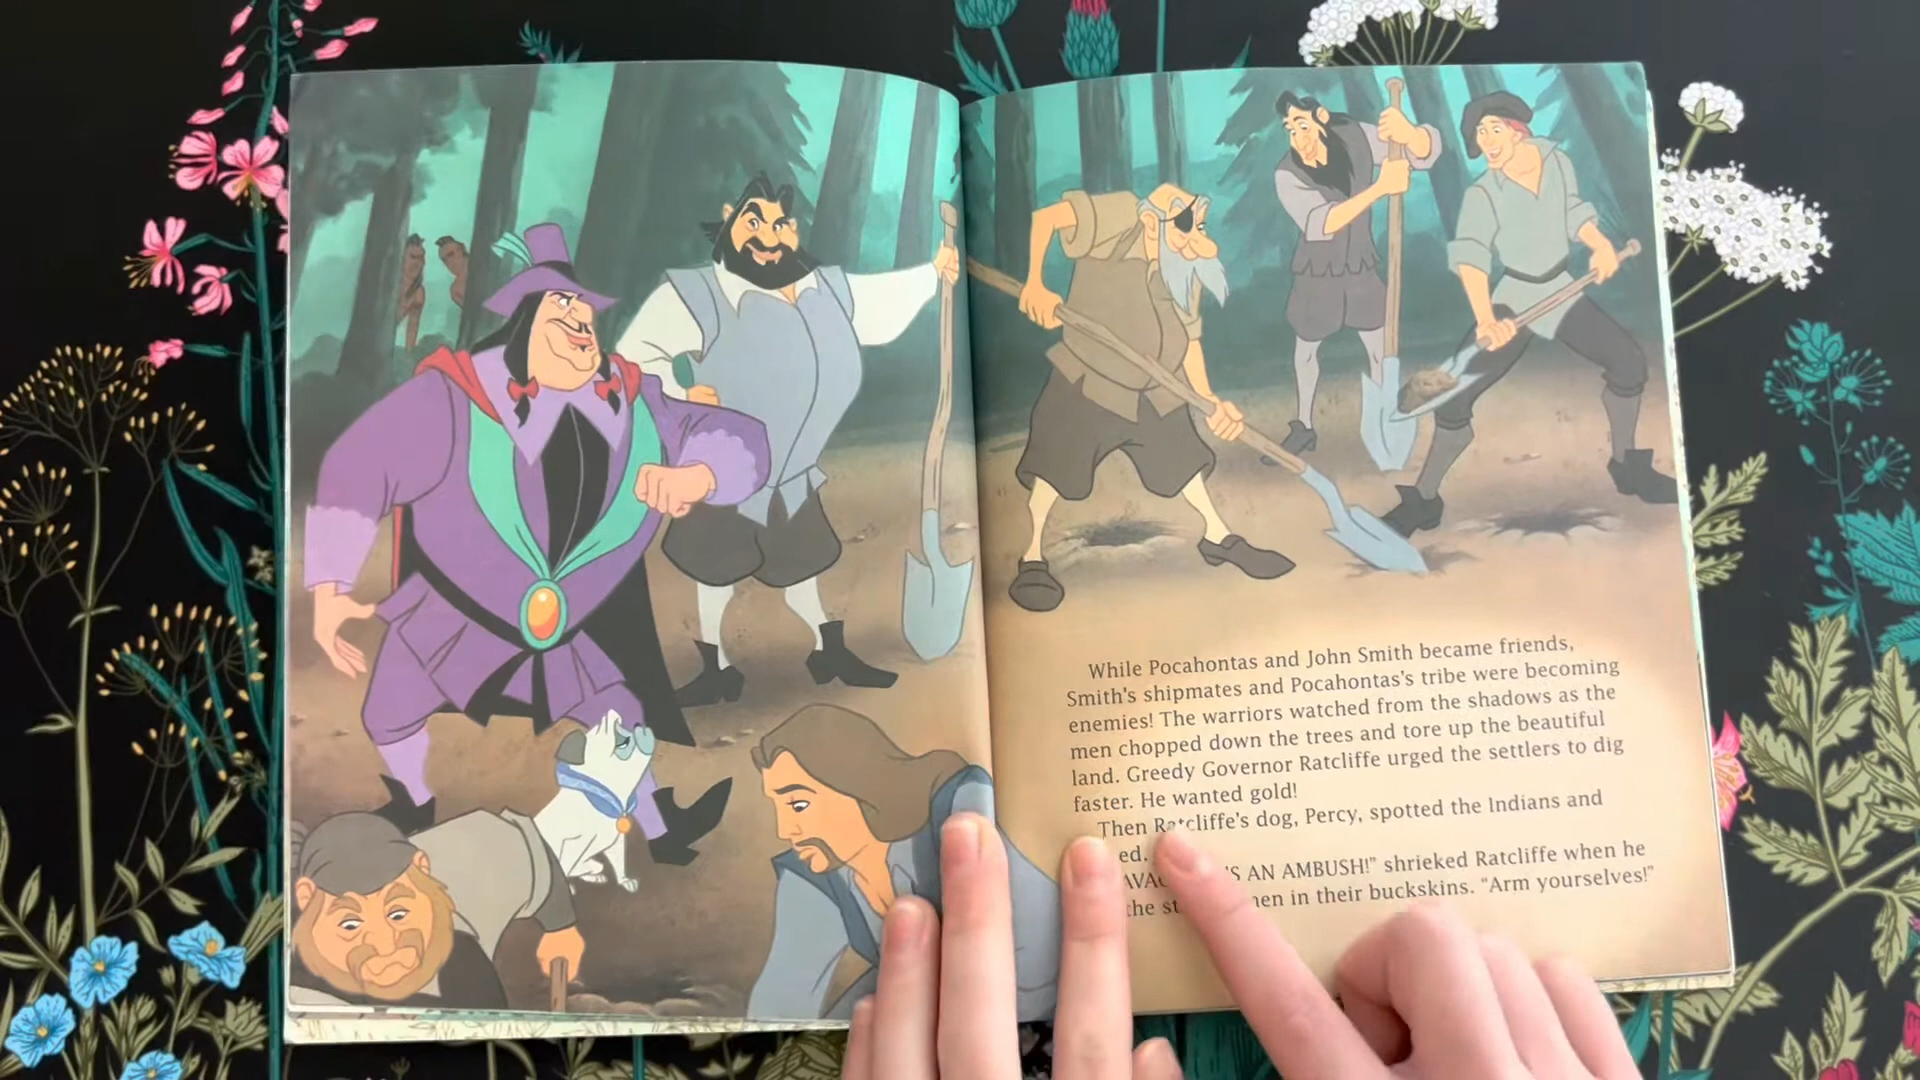 While Pocahontas and John Smith became friends,
Smith's shipmates and Pocahontas's tribe were becoming
enemies! The warriors watched from the shadows as the
men chopped down the trees and tore up the beautiful
land. Greedy Governor Ratcliffe urged the settlers to dig
faster. He wanted gold!
Then Ratcliffe's dog, Percy, spotted the Indians and
AN AMBUSH!" shrieked Ratcliffe when he
the men in their buckskins. "Arm yourselves!"